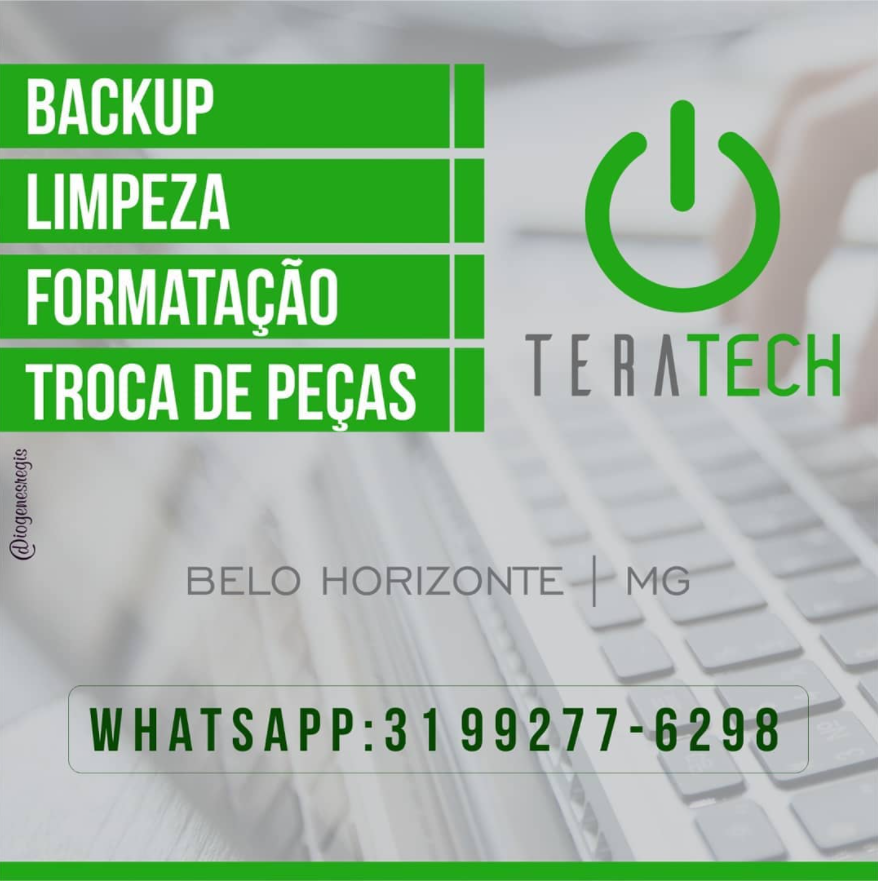 BACKUP
LIMPEZA
FORMATAÇÃO
TROCA DE PEÇAS
TERATECH
@diogenesregis
BELO HORIZONTE | MG
WHATSAPP:31 99277-6298